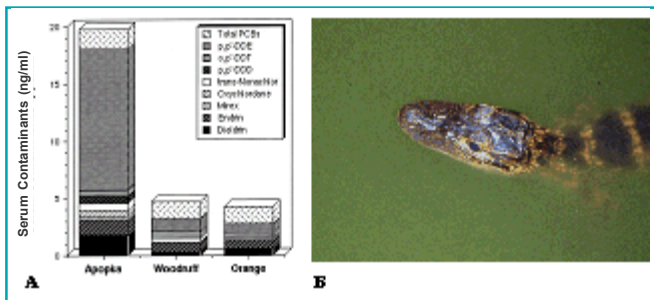 Serum Contaminants (ng/ml)
20
15
10
5
0
Total PCBs
p,p'-DDE
p,p'-DDT
p,p'-DDD
trans-Nonachlor
Oxychlordane
Mirex
Endrin
Dieldrin
Apopka
Woodruff
Orange
А
Б